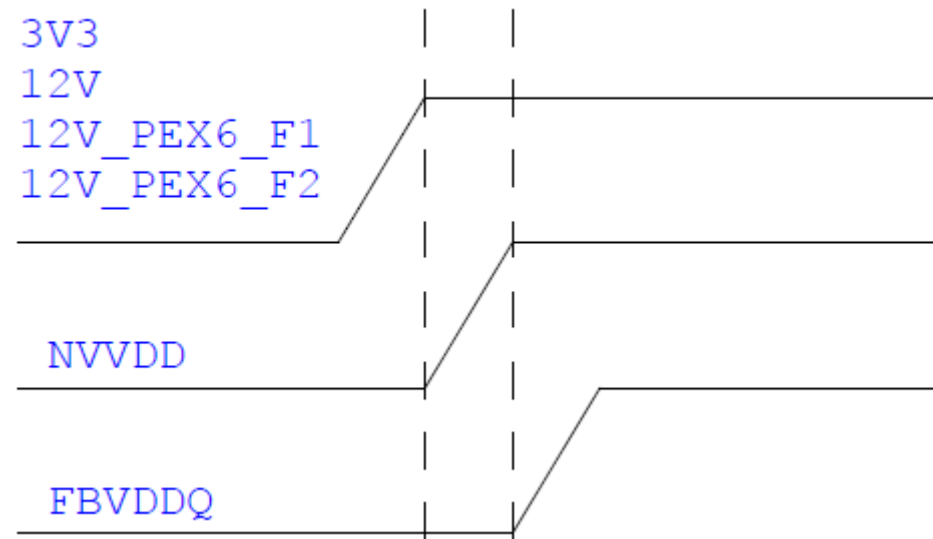 3V3
12V
12V_PEX6_F1
12V_PEX6_F2
NVVDD
FBVDDQ